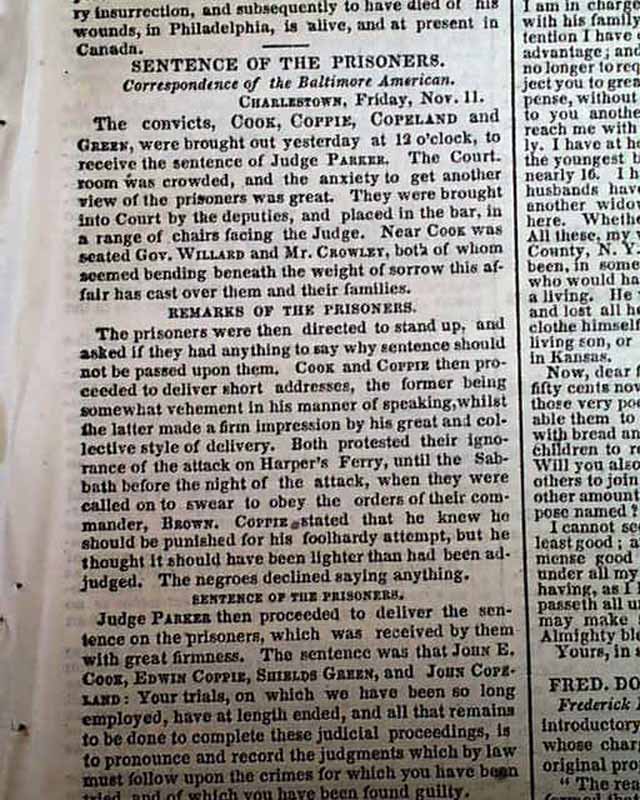 ry insurrection, and subsequently to have died of his
wounds, in Philadelphia, is alive, and at present in
Canada.
SENTENCE OF THE PRISONERS.
Correspondence of the Baltimore American.
CHARLESTOWN, Friday, Nov. 11.
The convicts, COOK, COPPIE, COPELAND and
GREEN, were brought out yesterday at 12 o'clock, to
receive the sentence of Judge PARKER. The Court.
room was crowded, and the anxiety to get another
view of the prisoners was great. They were brought
into Court by the deputies, and placed in the bar, in
a range of chairs facing the Judge. Near COOK was
seated Gov. WILLARD and Mr. CROWLEY, both of whom
seemed bending beneath the weight of sorrow this af-
fair has cast over them and their families.
REMARKS OF THE PRISONERS.
The prisoners were then directed to stand up, and
asked if they had anything to say why sentence should
not be passed upon them. COOK and COPPIE then pro-
ceeded to deliver short addresses, the former being
somewhat vehement in his manner of speaking, whilst
the latter made a firm impression by his great and col-
lective style of delivery. Both protested their igno-
rance of the attack on Harper's Ferry, until the Sab-
bath before the night of the attack, when they were
called on to swear to obey the orders of their com-
mander, BROWN. COPPIE stated that he knew he
should be punished for his foolhardy attempt, but he
thought it should have been lighter than had been ad-
judged. The negroes declined saying anything.
SENTENCE OF THE PRISONERS.
Judge PARKER then proceeded to deliver the sen-
tence on the prisoners, which was received by them
with great firmness. The sentence was that JOHN E.
COOK, EDWIN COPPIE, SHIELDS GREEN, and JOHN COPE-
LAND: Your trials, on which we have been so long
employed, have at length ended, and all that remains
to be done to complete these judicial proceedings, is
to pronounce and record the judgments which by law
must follow upon the crimes for which you have been
tried, and of which you have been found guilty.
I am in charge
with his family
tention I have
advantage; and
no longer to req
ject you to grea
pense, without
to you anothe
reach me with
ly. I have at ho
the youngest b
nearly 16. I h
husbands have
another widow
here. Whethe
All these, my w
County, N. Y.
been, in some
who would ha
a living. He
and lost all he
clothe himself
living son, or
in Kansas.
Now, dear f
fifty cents now
those very poo
able them to
with bread an
children to re
Will you also
others to join
other amount
pose named?
I cannot see
least good; a
mense good
under all my
having, as I
passeth all u
may make
Almighty ble
Yours, in s
FRED. DO
Frederick
introductory
whose char
original pro
"The rea